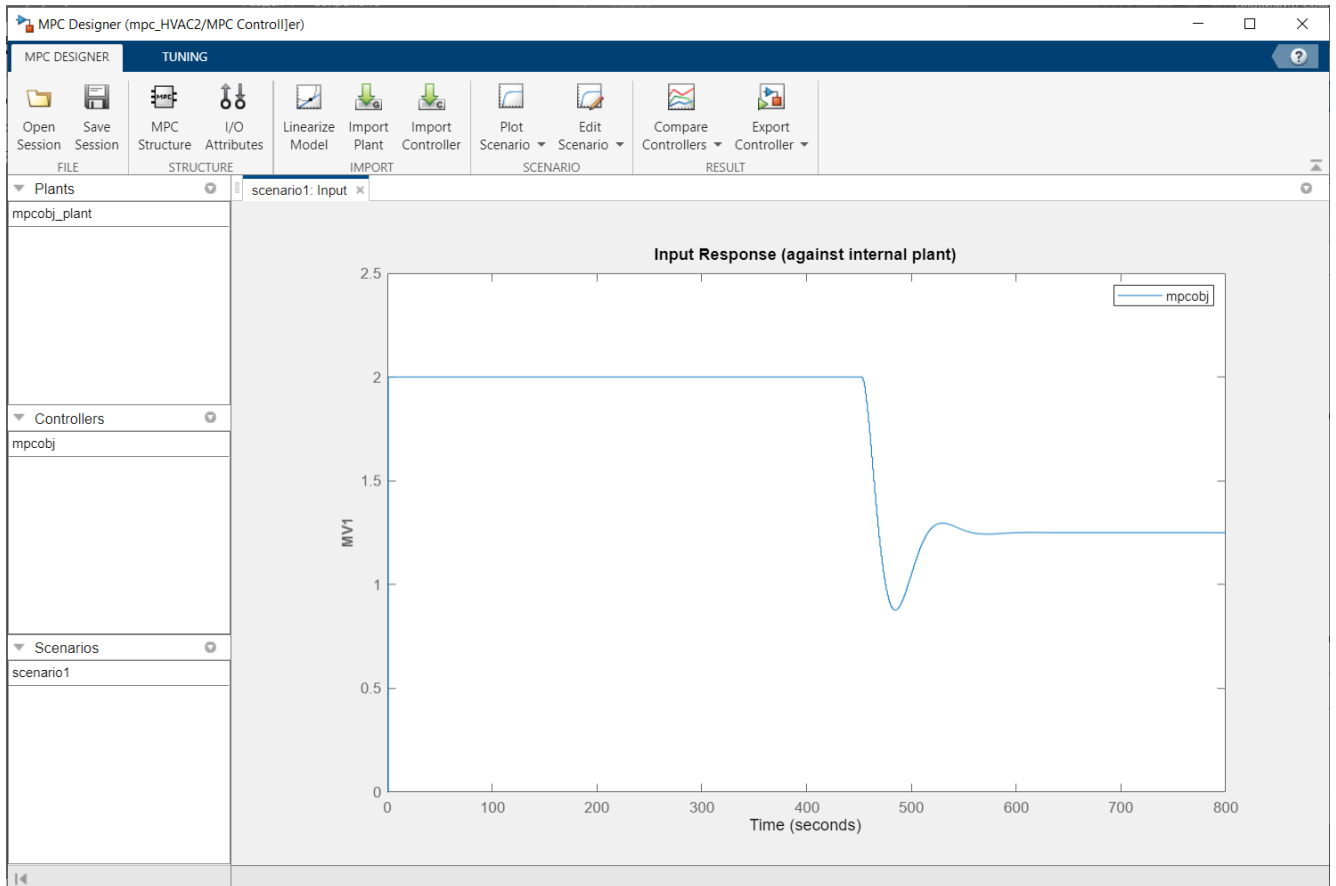 MPC Designer (mpc_HVAC2/MPC Controll]er)
MPC DESIGNER TUNING
Open Session
Save Session
MPC Structure
I/O Attributes
Linearize Model
Import Plant
Import Controller
Plot Scenario
Edit Scenario
Compare Controllers
Export Controller
FILE STRUCTURE IMPORT SCENARIO RESULT
Plants
mpcobj_plant
Controllers
mpcobj
Scenarios
scenario1
scenario1: Input
Input Response (against internal plant)
mpcobj
2.5
2
1.5
1
0.5
0
MV1
0 100 200 300 400 500 600 700 800
Time (seconds)